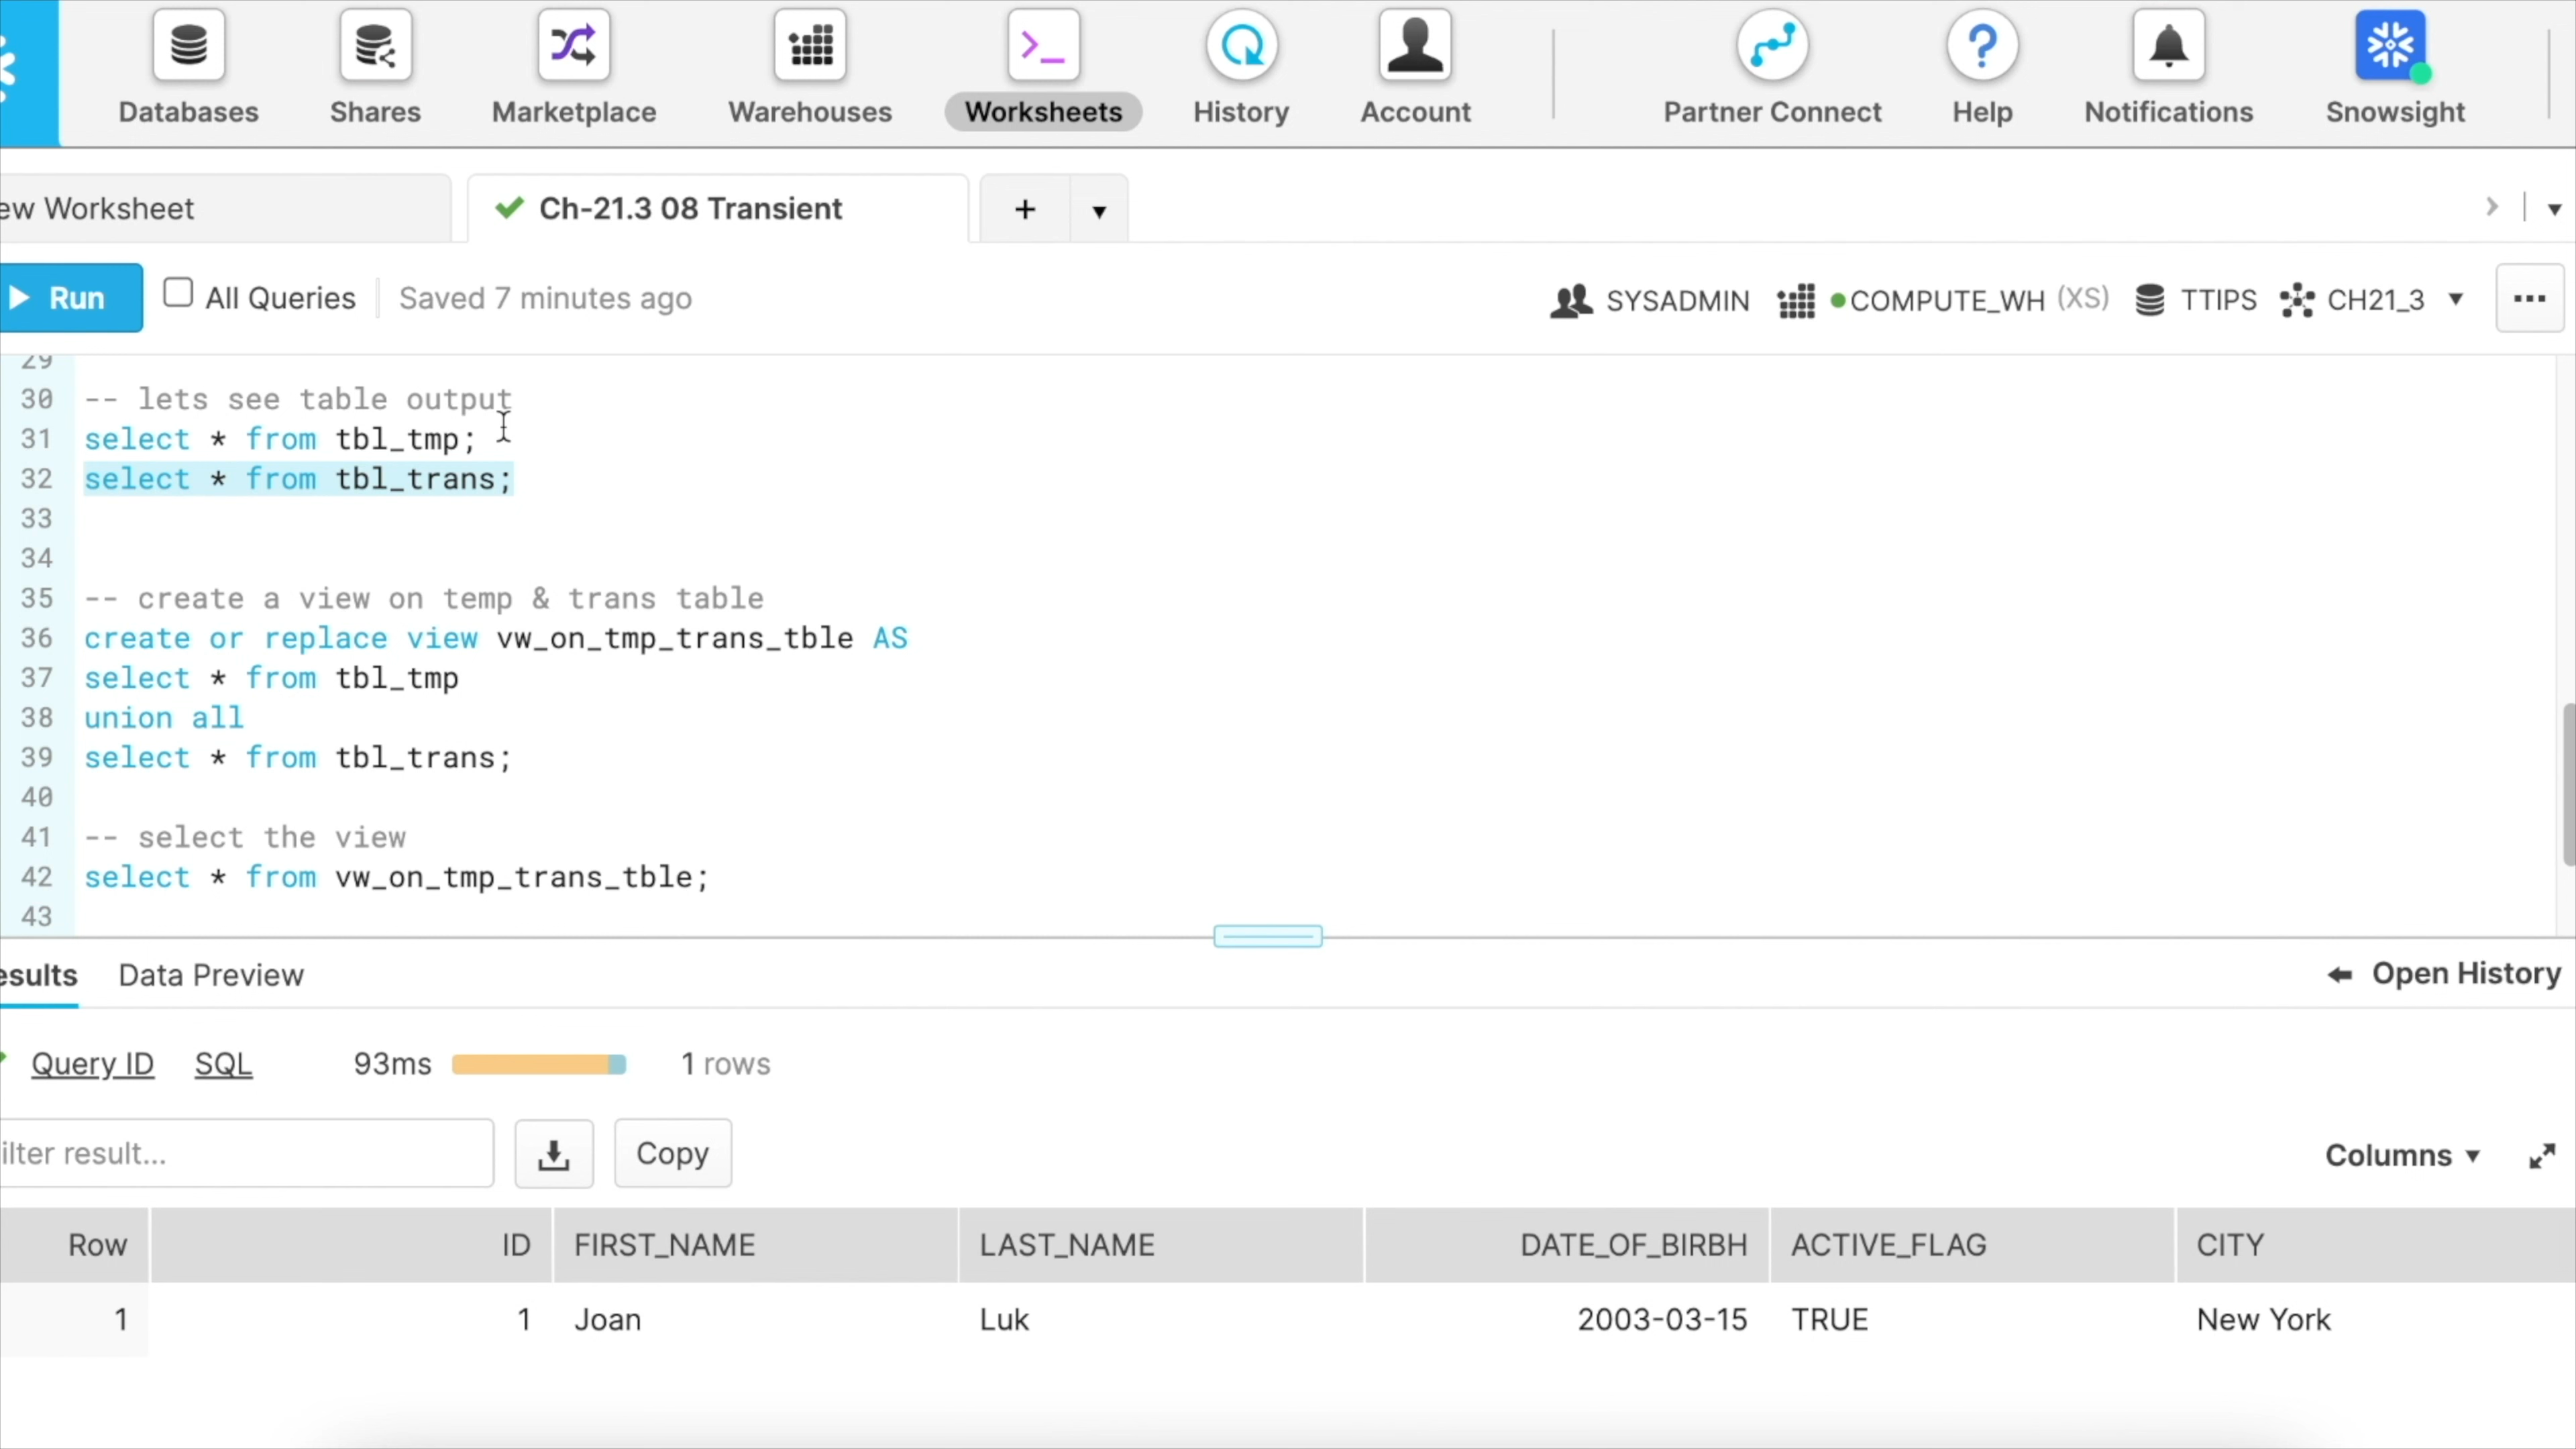 Databases Shares Marketplace Warehouses Worksheets History Account Partner Connect Help Notifications Snowsight
ew Worksheet Ch-21.3 08 Transient + 
Run All Queries Saved 7 minutes ago SYSADMIN COMPUTE_WH (XS) TTIPS CH21_3 ...
29
30 -- lets see table output
31 select * from tbl_tmp;
32 select * from tbl_trans;
33
34
35 -- create a view on temp & trans table
36 create or replace view vw_on_tmp_trans_tble AS
37 select * from tbl_tmp
38 union all
39 select * from tbl_trans;
40
41 -- select the view
42 select * from vw_on_tmp_trans_tble;
43
esults Data Preview Open History
Query ID SQL 93ms 1 rows
ilter result... Copy Columns
Row ID FIRST_NAME LAST_NAME DATE_OF_BIRBH ACTIVE_FLAG CITY
1 1 Joan Luk 2003-03-15 TRUE New York